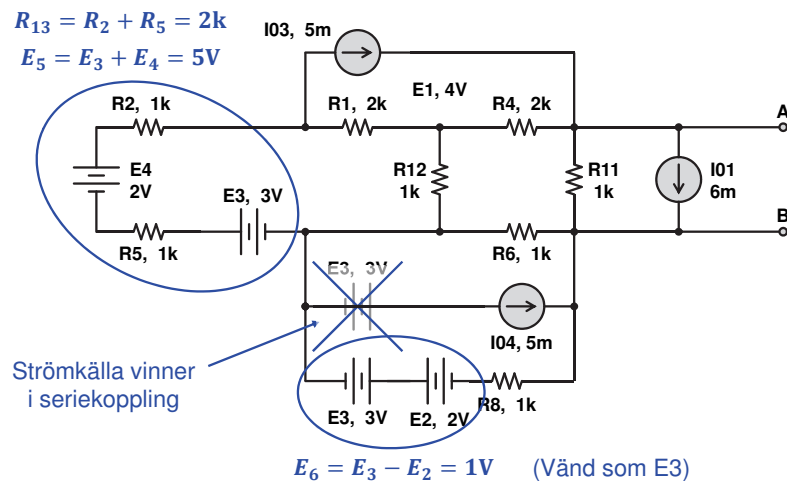 R₁₃ = R₂ + R₅ = 2k
E₅ = E₃ + E₄ = 5V
I03, 5m
E1, 4V
R2, 1k
R1, 2k
R4, 2k
A
E4
2V
R12
1k
R11
1k
I01
6m
E3, 3V
B
R5, 1k
R6, 1k
E3, 3V
I04, 5m
Strömkälla vinner
i seriekoppling
E3, 3V
E2, 2V
R8, 1k
E₆ = E₃ − E₂ = 1V (Vänd som E3)